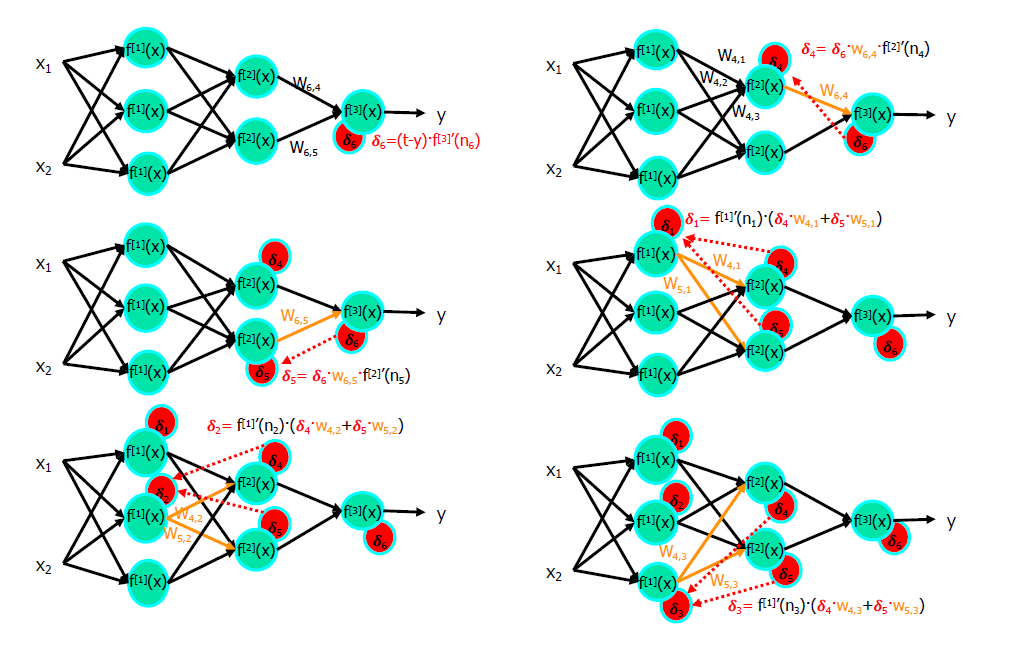 x₁
f[1](x)
f[1](x)
f[1](x)
f[2](x)
f[2](x)
W₆,₄
W₆,₅
f[3](x)
δ₆
δ₆=(t-y)·f[3]′(n₆)
y
x₂
x₁
f[1](x)
f[1](x)
f[1](x)
W₄,₁
W₄,₂
W₄,₃
δ₄
δ₄= δ₆·w₆,₄·f[2]′(n₄)
f[2](x)
f[2](x)
W₆,₄
f[3](x)
δ₆
y
x₂
x₁
f[1](x)
f[1](x)
f[1](x)
δ₄
f[2](x)
f[2](x)
W₆,₅
f[3](x)
δ₆
δ₅
δ₅= δ₆·w₆,₅·f[2]′(n₅)
y
x₂
x₁
δ₁
δ₁= f[1]′(n₁)·(δ₄·w₄,₁+δ₅·w₅,₁)
f[1](x)
f[1](x)
f[1](x)
W₄,₁
W₅,₁
δ₄
f[2](x)
δ₅
f[2](x)
f[3](x)
δ₆
y
x₂
x₁
δ₁
δ₂= f[1]′(n₂)·(δ₄·w₄,₂+δ₅·w₅,₂)
f[1](x)
δ₂
f[1](x)
f[1](x)
W₄,₂
W₅,₂
δ₄
f[2](x)
δ₅
f[2](x)
f[3](x)
δ₆
y
x₂
x₁
δ₁
f[1](x)
δ₂
f[1](x)
f[1](x)
δ₃
W₄,₃
W₅,₃
f[2](x)
δ₄
f[2](x)
δ₅
f[3](x)
δ₆
y
x₂
δ₃= f[1]′(n₃)·(δ₄·w₄,₃+δ₅·w₅,₃)